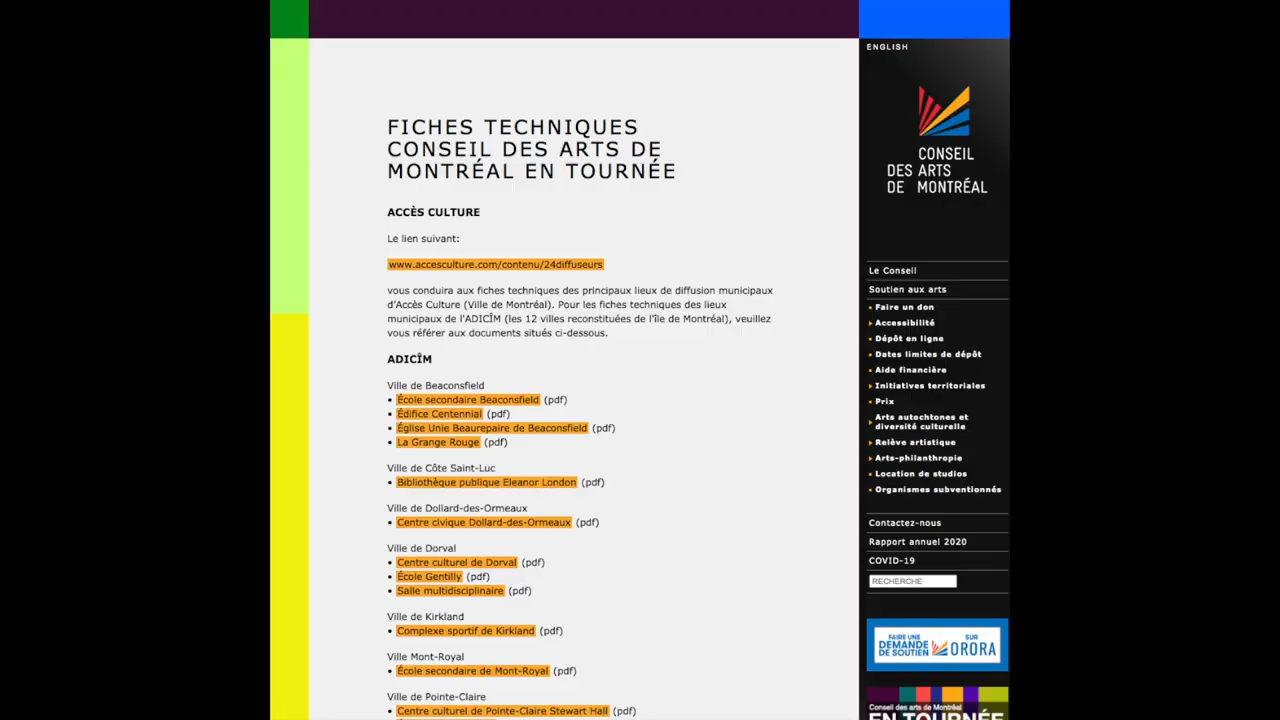 FICHES TECHNIQUES
CONSEIL DES ARTS DE
MONTRÉAL EN TOURNÉE
ACCÈS CULTURE
Le lien suivant:
www.accesculture.com/contenu/24diffuseurs
vous conduira aux fiches techniques des principaux lieux de diffusion municipaux
d'Accès Culture (Ville de Montréal). Pour les fiches techniques des lieux
municipaux de l'ADICÎM (les 12 villes reconstituées de l'île de Montréal), veuillez
vous référer aux documents situés ci-dessous.
ADICÎM
Ville de Beaconsfield
• École secondaire Beaconsfield (pdf)
• Édifice Centennial (pdf)
• Église Unie Beaurepaire de Beaconsfield (pdf)
• La Grange Rouge (pdf)
Ville de Côte Saint-Luc
• Bibliothèque publique Eleanor London (pdf)
Ville de Dollard-des-Ormeaux
• Centre civique Dollard-des-Ormeaux (pdf)
Ville de Dorval
• Centre culturel de Dorval (pdf)
• École Gentilly (pdf)
• Salle multidisciplinaire (pdf)
Ville de Kirkland
• Complexe sportif de Kirkland (pdf)
Ville Mont-Royal
• École secondaire de Mont-Royal (pdf)
Ville de Pointe-Claire
• Centre culturel de Pointe-Claire Stewart Hall (pdf)
ENGLISH
CONSEIL
DES ARTS
DE MONTRÉAL
Le Conseil
Soutien aux arts
Faire un don
Accessibilité
Dépôt en ligne
Dates limites de dépôt
Aide financière
Initiatives territoriales
Prix
Arts autochtones et
diversité culturelle
Relève artistique
Arts-philanthropie
Location de studios
Organismes subventionnés
Contactez-nous
Rapport annuel 2020
COVID-19
RECHERCHE
FAIRE UNE
DEMANDE
DE SOUTIEN
SUR
ORORA
Conseil des arts de Montréal
EN TOURNÉE